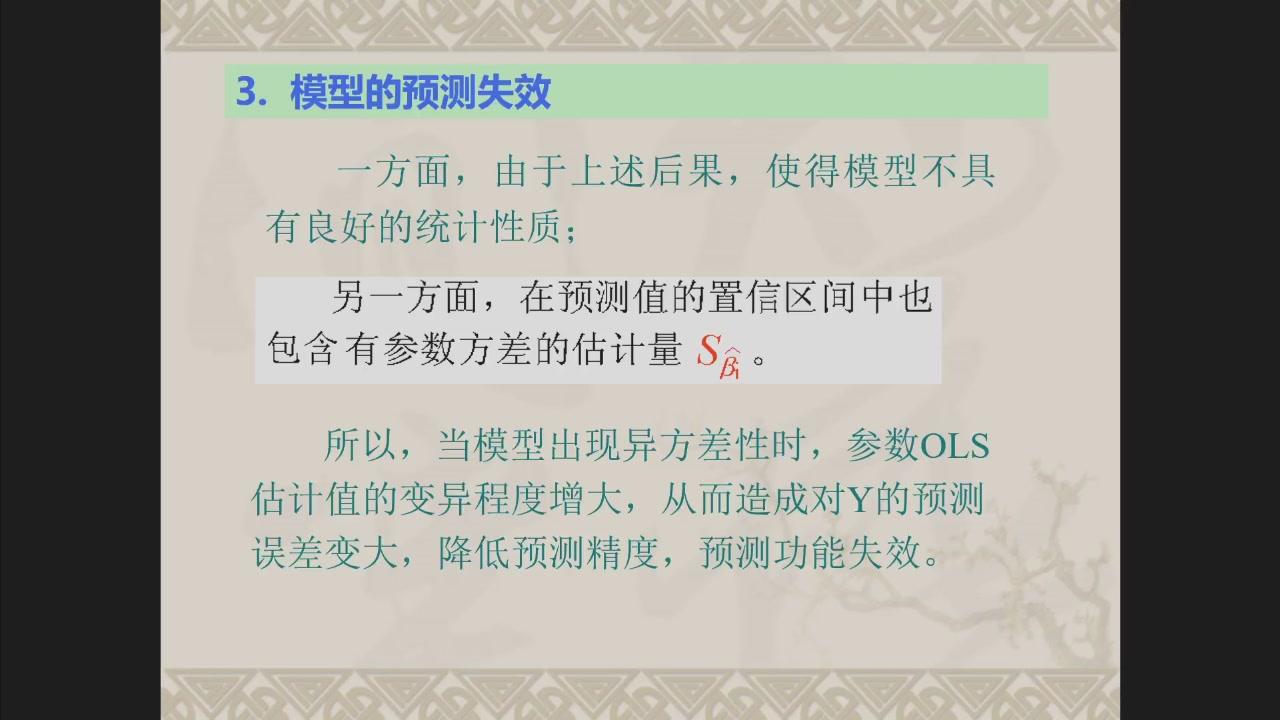 3. 模型的预测失效
一方面，由于上述后果，使得模型不具
有良好的统计性质；
另一方面，在预测值的置信区间中也
包含有参数方差的估计量 S_β̂₁ 。
所以，当模型出现异方差性时，参数OLS
估计值的变异程度增大，从而造成对Y的预测
误差变大，降低预测精度，预测功能失效。